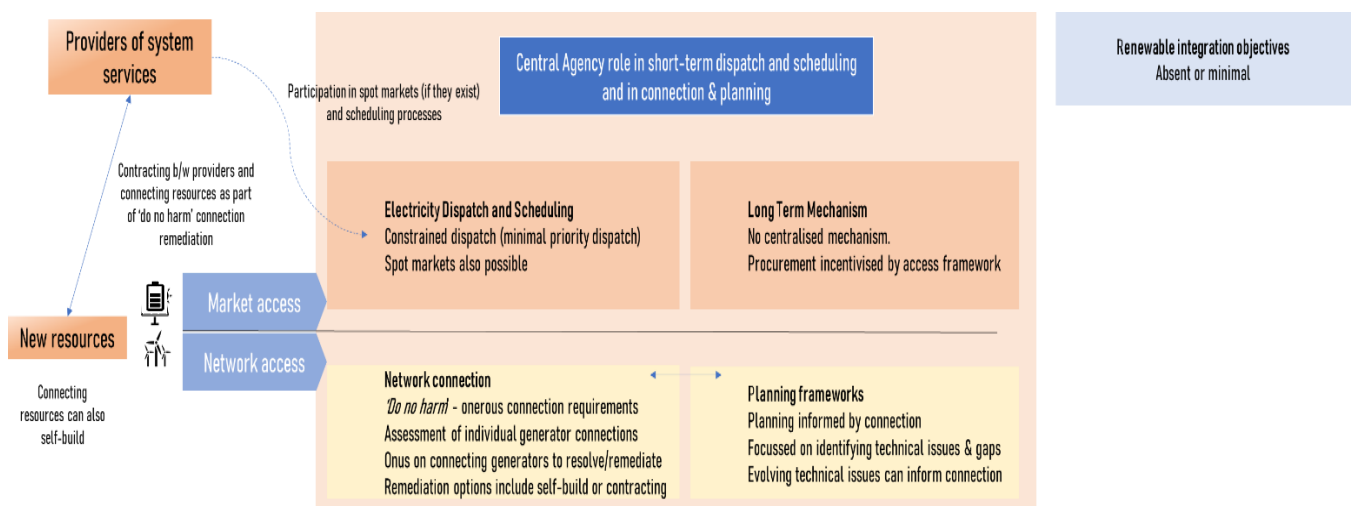 Providers of system
services
Participation in spot markets (if they exist)
and scheduling processes
Central Agency role in short-term dispatch and scheduling
and in connection & planning
Renewable integration objectives
Absent or minimal
Contracting b/w providers and
connecting resources as part
of 'do no harm' connection
remediation
Electricity Dispatch and Scheduling
Constrained dispatch (minimal priority dispatch)
Spot markets also possible
Long Term Mechanism
No centralised mechanism.
Procurement incentivised by access framework
Market access
New resources
Network access
Connecting
resources can also
self-build
Network connection
'Do no harm' - onerous connection requirements
Assessment of individual generator connections
Onus on connecting generators to resolve/remediate
Remediation options include self-build or contracting
Planning frameworks
Planning informed by connection
Focussed on identifying technical issues & gaps
Evolving technical issues can inform connection